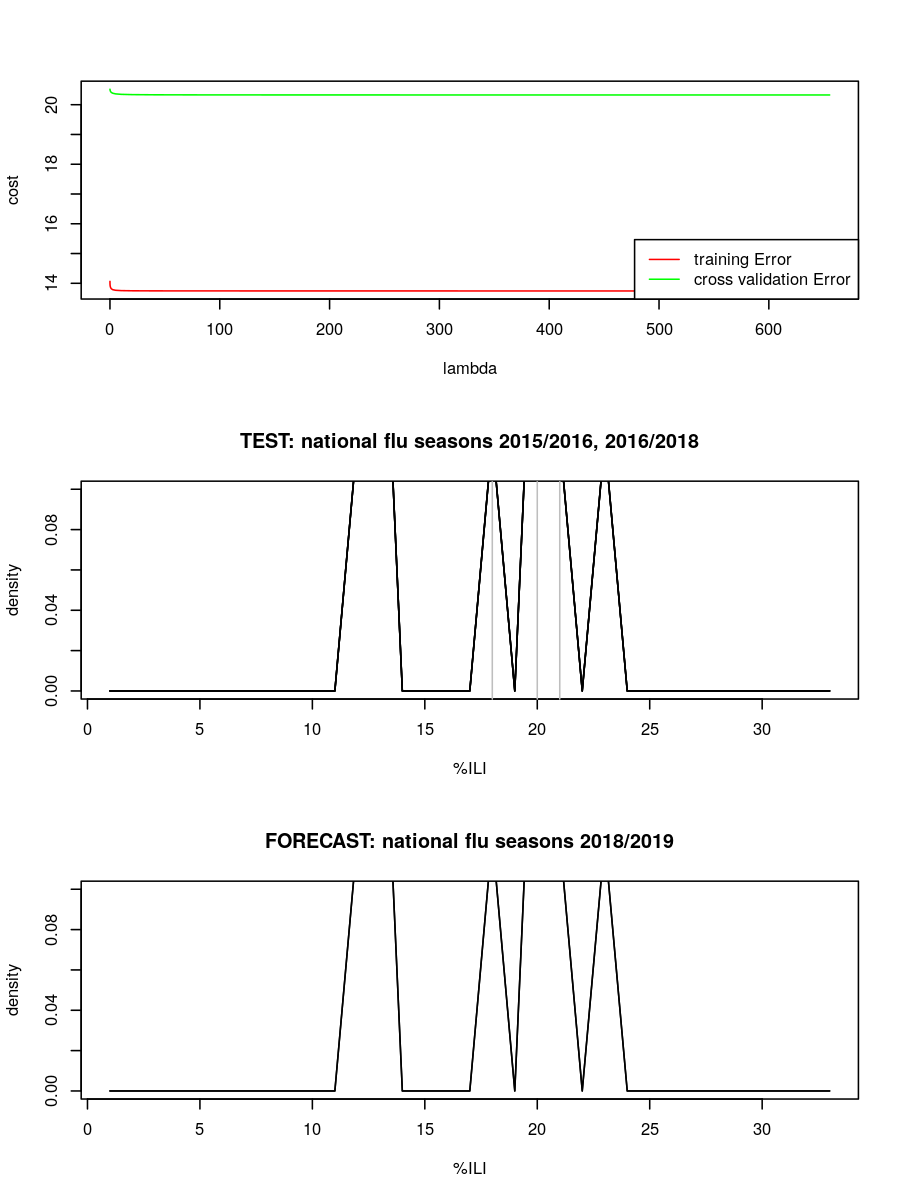 cost
14 16 18 20
training Error
cross validation Error
0 100 200 300 400 500 600
lambda
TEST: national flu seasons 2015/2016, 2016/2018
density
0.00 0.04 0.08
0 5 10 15 20 25 30
%ILI
FORECAST: national flu seasons 2018/2019
density
0.00 0.04 0.08
0 5 10 15 20 25 30
%ILI